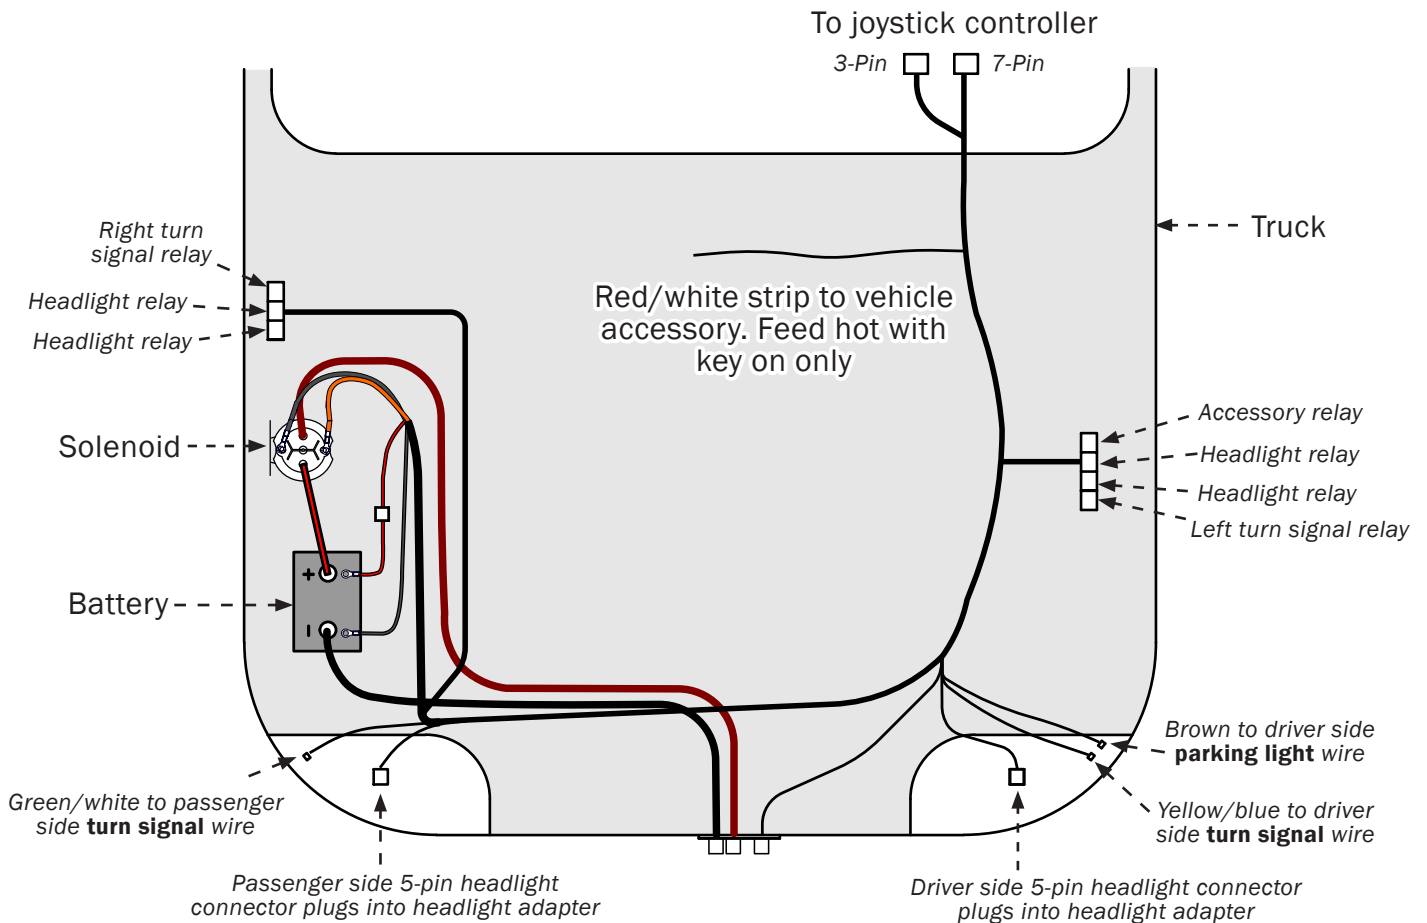 To joystick controller
3-Pin
7-Pin
Right turn
signal relay
Headlight relay
Headlight relay
Truck
Red/white strip to vehicle
accessory. Feed hot with
key on only
Solenoid
Accessory relay
Headlight relay
Headlight relay
Left turn signal relay
+
Battery
–
Brown to driver side
parking light wire
Green/white to passenger
side turn signal wire
Yellow/blue to driver
side turn signal wire
Passenger side 5-pin headlight
connector plugs into headlight adapter
Driver side 5-pin headlight connector
plugs into headlight adapter